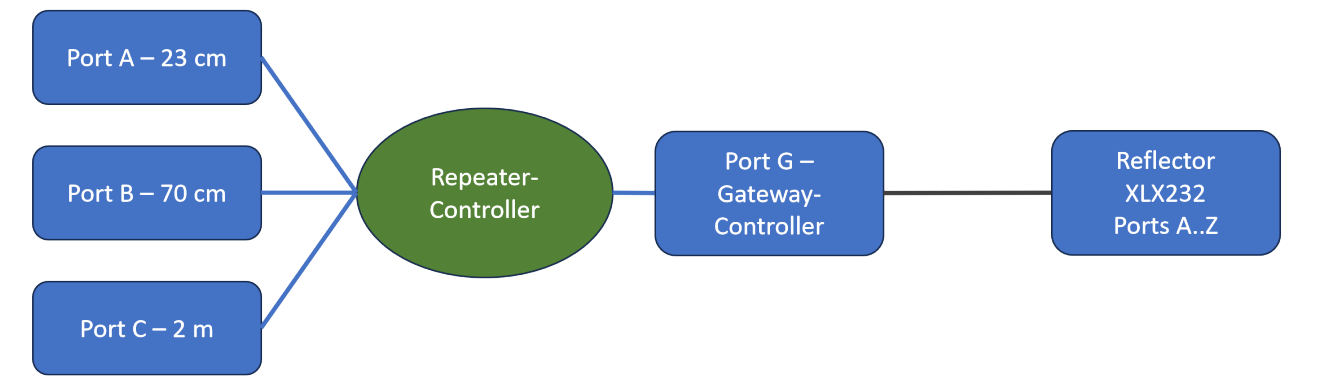 Port A – 23 cm
Port B – 70 cm
Port C – 2 m
Repeater-
Controller
Port G –
Gateway-
Controller
Reflector
XLX232
Ports A..Z